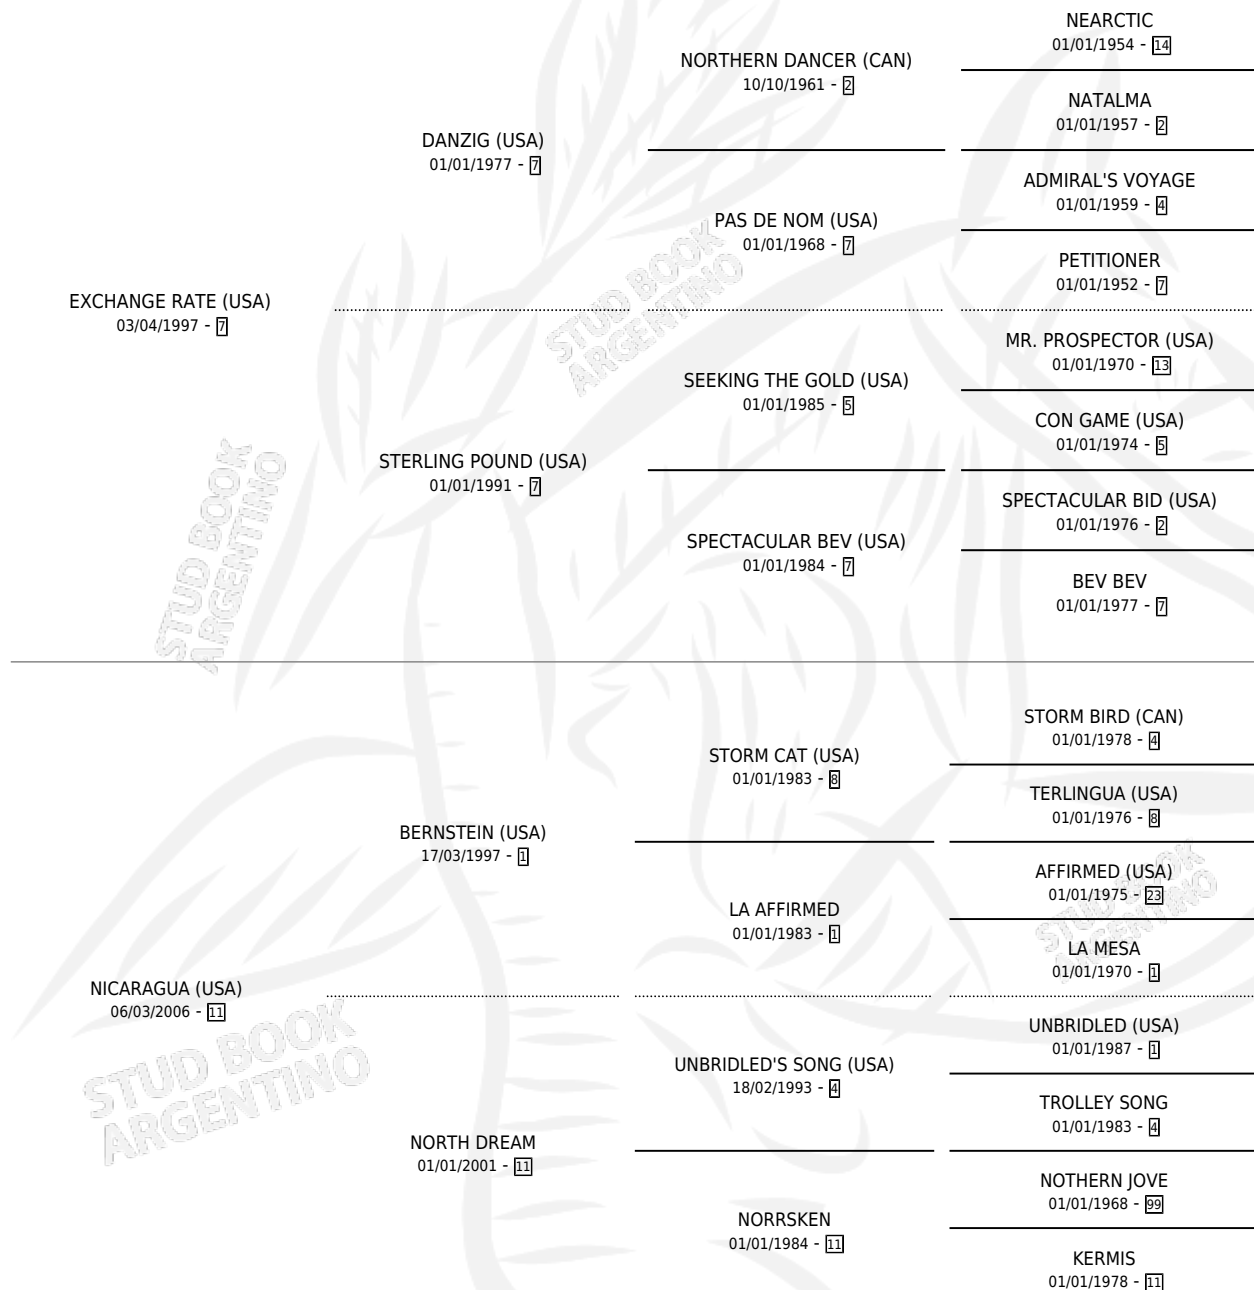 NEARCTIC
01/01/1954 - 14
NORTHERN DANCER (CAN)
10/10/1961 - 2
NATALMA
01/01/1957 - 2
DANZIG (USA)
01/01/1977 - 7
ADMIRAL'S VOYAGE
01/01/1959 - 4
PAS DE NOM (USA)
01/01/1968 - 7
PETITIONER
01/01/1952 - 7
EXCHANGE RATE (USA)
03/04/1997 - 7
MR. PROSPECTOR (USA)
01/01/1970 - 13
SEEKING THE GOLD (USA)
01/01/1985 - 5
CON GAME (USA)
01/01/1974 - 5
STERLING POUND (USA)
01/01/1991 - 7
SPECTACULAR BID (USA)
01/01/1976 - 2
SPECTACULAR BEV (USA)
01/01/1984 - 7
BEV BEV
01/01/1977 - 7
STORM BIRD (CAN)
01/01/1978 - 4
STORM CAT (USA)
01/01/1983 - 8
TERLINGUA (USA)
01/01/1976 - 8
BERNSTEIN (USA)
17/03/1997 - 1
AFFIRMED (USA)
01/01/1975 - 23
LA AFFIRMED
01/01/1983 - 1
LA MESA
01/01/1970 - 1
NICARAGUA (USA)
06/03/2006 - 11
UNBRIDLED (USA)
01/01/1987 - 1
UNBRIDLED'S SONG (USA)
18/02/1993 - 4
TROLLEY SONG
01/01/1983 - 4
NORTH DREAM
01/01/2001 - 11
NOTHERN JOVE
01/01/1968 - 99
NORRSKEN
01/01/1984 - 11
KERMIS
01/01/1978 - 11
STUD BOOK
ARGENTINO
STUD BOOK
ARGENTINO
STUD BOOK
ARGENTINO
STUD BOOK
ARGENTINO